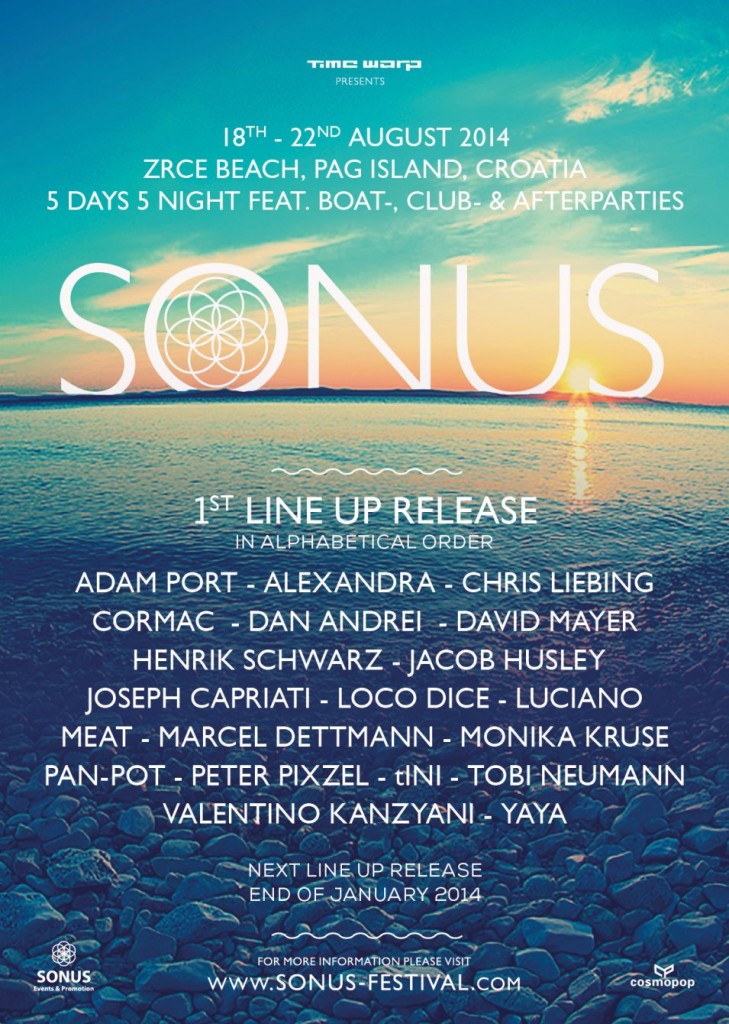 TIME WARP
PRESENTS
18TH - 22ND AUGUST 2014
ZRCE BEACH, PAG ISLAND, CROATIA
5 DAYS 5 NIGHT FEAT. BOAT-, CLUB- & AFTERPARTIES
SONUS
1ST LINE UP RELEASE
IN ALPHABETICAL ORDER
ADAM PORT - ALEXANDRA - CHRIS LIEBING
CORMAC - DAN ANDREI - DAVID MAYER
HENRIK SCHWARZ - JACOB HUSLEY
JOSEPH CAPRIATI - LOCO DICE - LUCIANO
MEAT - MARCEL DETTMANN - MONIKA KRUSE
PAN-POT - PETER PIXZEL - tINI - TOBI NEUMANN
VALENTINO KANZYANI - YAYA
NEXT LINE UP RELEASE
END OF JANUARY 2014
FOR MORE INFORMATION PLEASE VISIT
WWW.SONUS-FESTIVAL.COM
SONUS
Events & Promotion
cosmopop